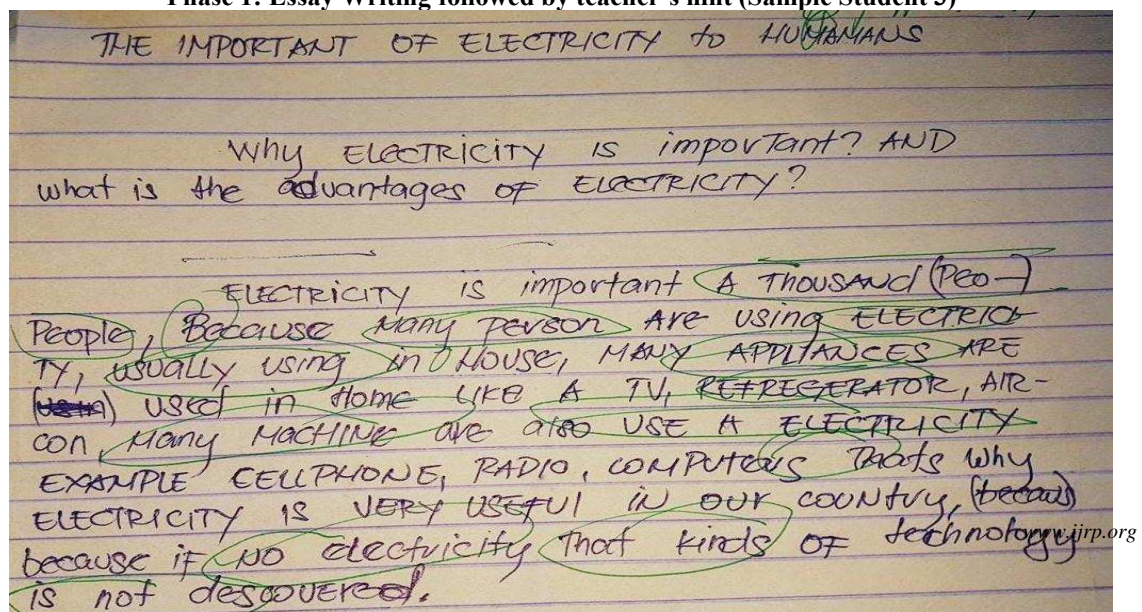 Phase 1: Essay Writing followed by teacher's hint (Sample Student 3)
THE IMPORTANT OF ELECTRICITY to HUMANS
Why ELECTRICITY IS imporTant? AND
what is the advantages OF ELECTRICITY?
ELECTRICITY is important A THOUSANd (Peo-)
People, Because Many person Are using ELECTRICI-
TY, usually using in House, MANY APPLIANCES ARE
used in Home LIKE A TV, REFREGERATOR, AIR-
con, Many MACHINE are also USE A ELECTRICITY
EXAMPLE CELLPHONE, RADIO, COMPUTERS Thats Why
ELECTRICITY IS VERY USEFUl IN OUr COUNtry, (becaus)
because if NO electricity That Kinds OF technology
is not descovered.
www.ijrp.org